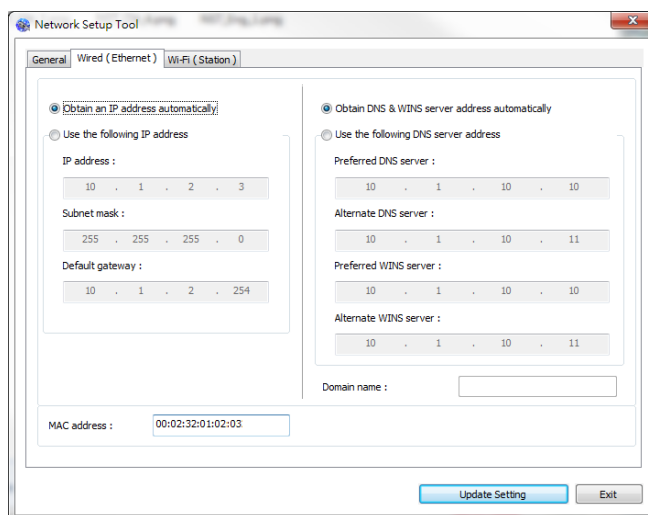 Network Setup Tool
General
Wired ( Ethernet )
Wi-Fi ( Station )
Obtain an IP address automatically
Use the following IP address
IP address :
10 . 1 . 2 . 3
Subnet mask :
255 . 255 . 255 . 0
Default gateway :
10 . 1 . 2 . 254
Obtain DNS & WINS server address automatically
Use the following DNS server address
Preferred DNS server :
10 . 1 . 10 . 10
Alternate DNS server :
10 . 1 . 10 . 11
Preferred WINS server :
10 . 1 . 10 . 10
Alternate WINS server :
10 . 1 . 10 . 11
Domain name :
MAC address :
00:02:32:01:02:03
Update Setting
Exit